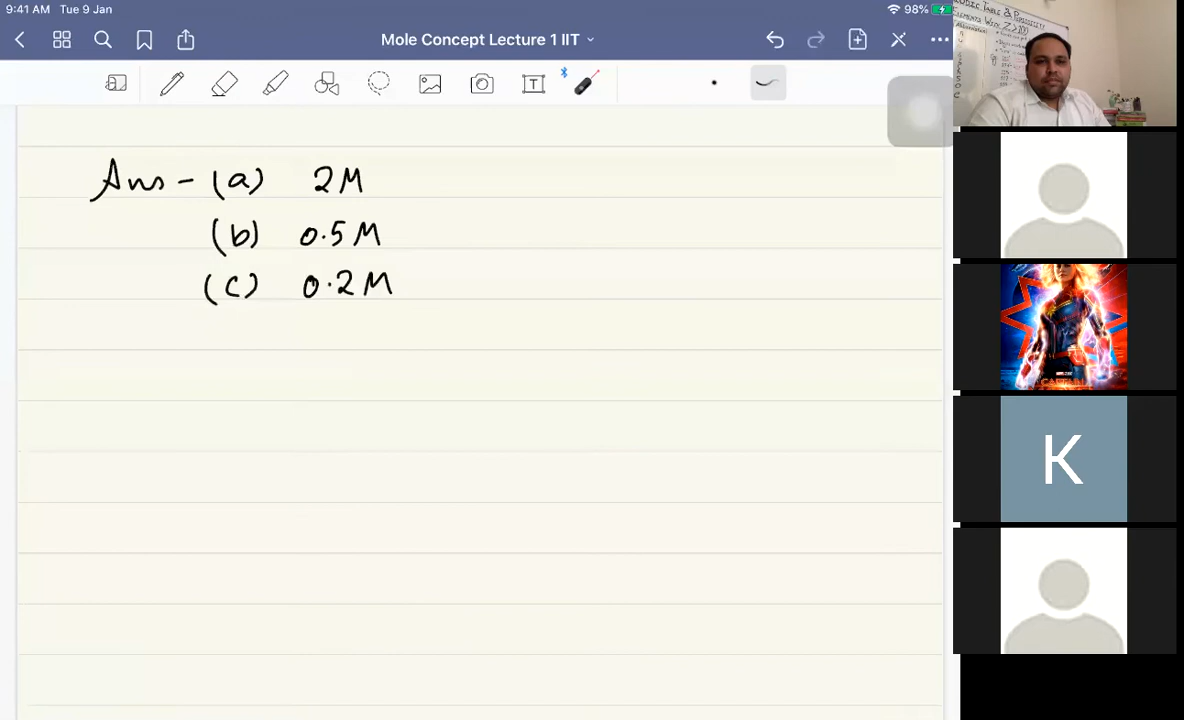 9:41 AM Tue 9 Jan
98%
Mole Concept Lecture 1 IIT
T
Ans - (a) 2M
(b) 0.5M
(c) 0.2M
K